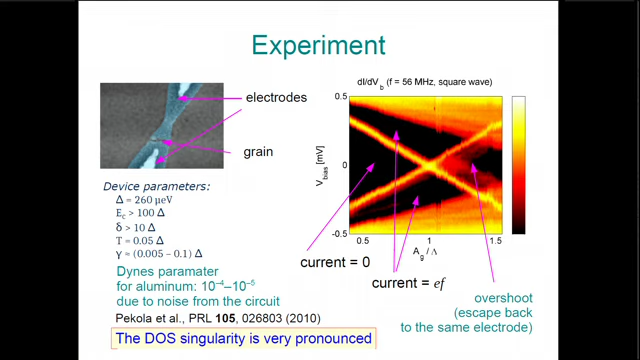 Experiment
electrodes
grain
Device parameters:
Δ = 260 μeV
E_c > 100 Δ
δ > 10 Δ
T = 0.05 Δ
γ ≈ (0.005 – 0.1) Δ
Dynes paramater
for aluminum: 10⁻⁴–10⁻⁵
due to noise from the circuit
Pekola et al., PRL 105, 026803 (2010)
The DOS singularity is very pronounced
dI/dV_b (f = 56 MHz, square wave)
V_bias [mV]
0.5
0
-0.5
0.5
1
1.5
A_g / Λ
current = 0
current = ef
overshoot
(escape back
to the same electrode)